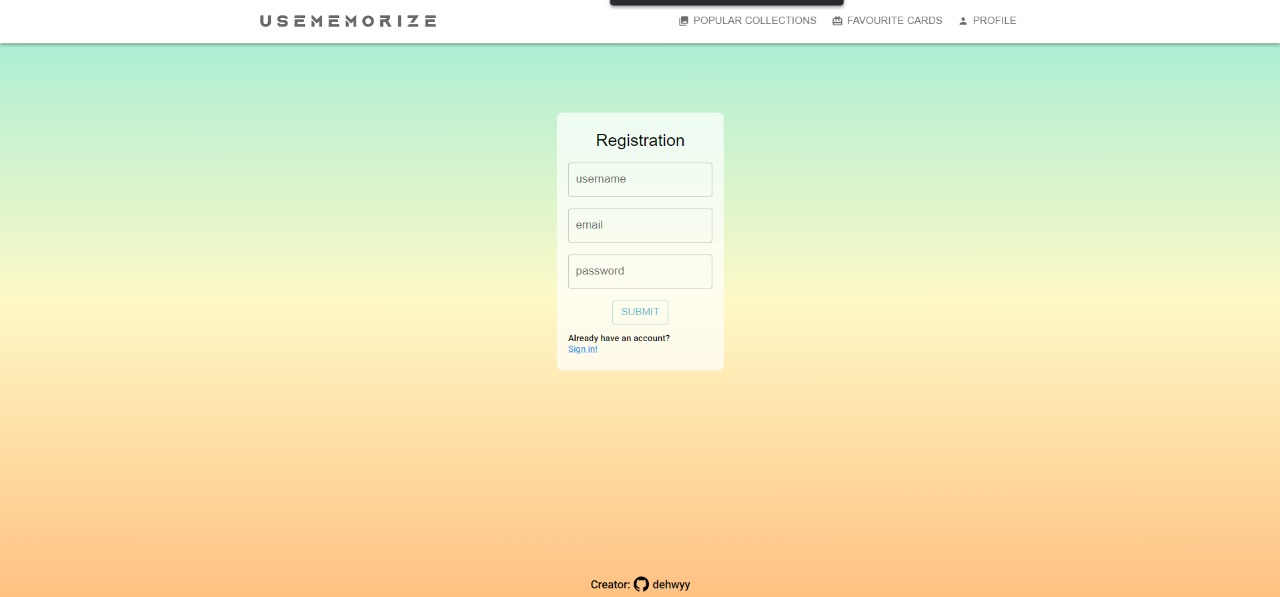 USEMEMORIZE
POPULAR COLLECTIONS FAVOURITE CARDS PROFILE
Registration
username
email
password
SUBMIT
Already have an account?
Sign in!
Creator: dehwyy